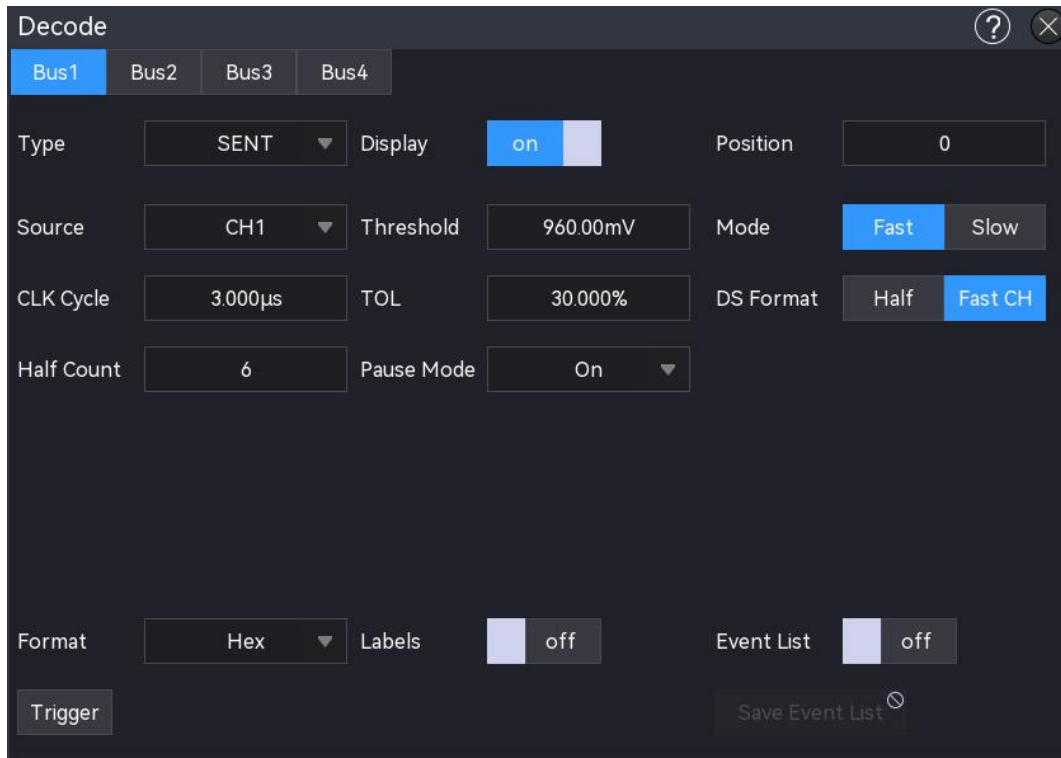 Decode ?
Bus1 Bus2 Bus3 Bus4
Type SENT Display on Position 0
Source CH1 Threshold 960.00mV Mode Fast Slow
CLK Cycle 3.000µs TOL 30.000% DS Format Half Fast CH
Half Count 6 Pause Mode On
Format Hex Labels off Event List off
Trigger Save Event List